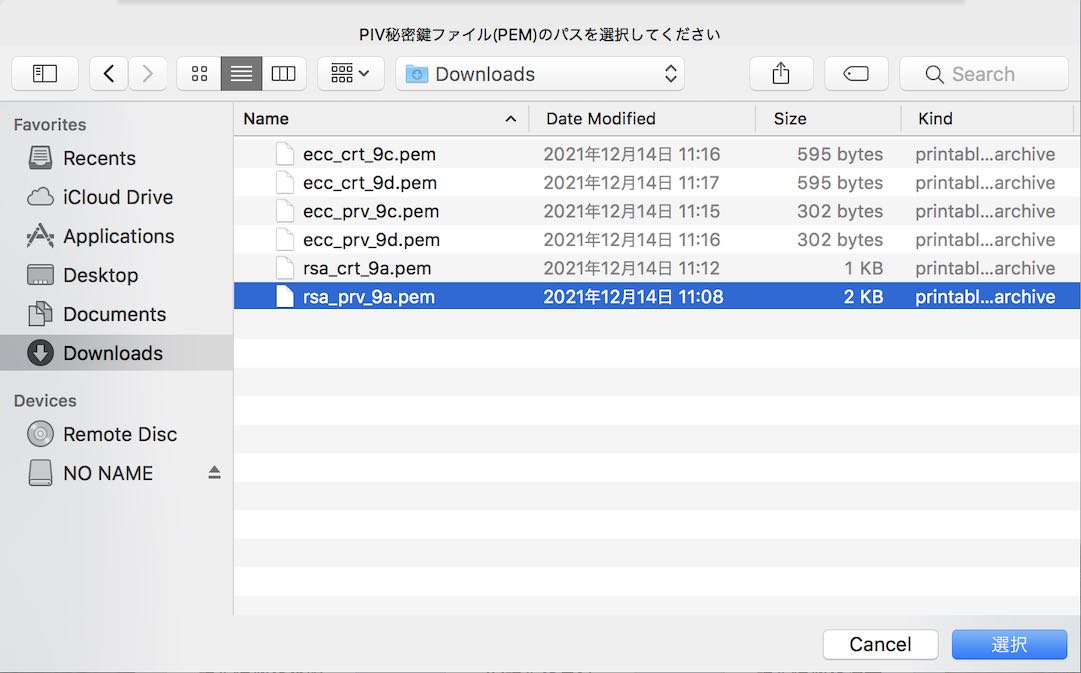 PIV秘密鍵ファイル(PEM)のパスを選択してください
Downloads
Search
Favorites
Recents
iCloud Drive
Applications
Desktop
Documents
Downloads
Devices
Remote Disc
NO NAME
Name Date Modified Size Kind
ecc_crt_9c.pem 2021年12月14日 11:16 595 bytes printabl...archive
ecc_crt_9d.pem 2021年12月14日 11:17 595 bytes printabl...archive
ecc_prv_9c.pem 2021年12月14日 11:15 302 bytes printabl...archive
ecc_prv_9d.pem 2021年12月14日 11:16 302 bytes printabl...archive
rsa_crt_9a.pem 2021年12月14日 11:12 1 KB printabl...archive
rsa_prv_9a.pem 2021年12月14日 11:08 2 KB printabl...archive
Cancel 選択